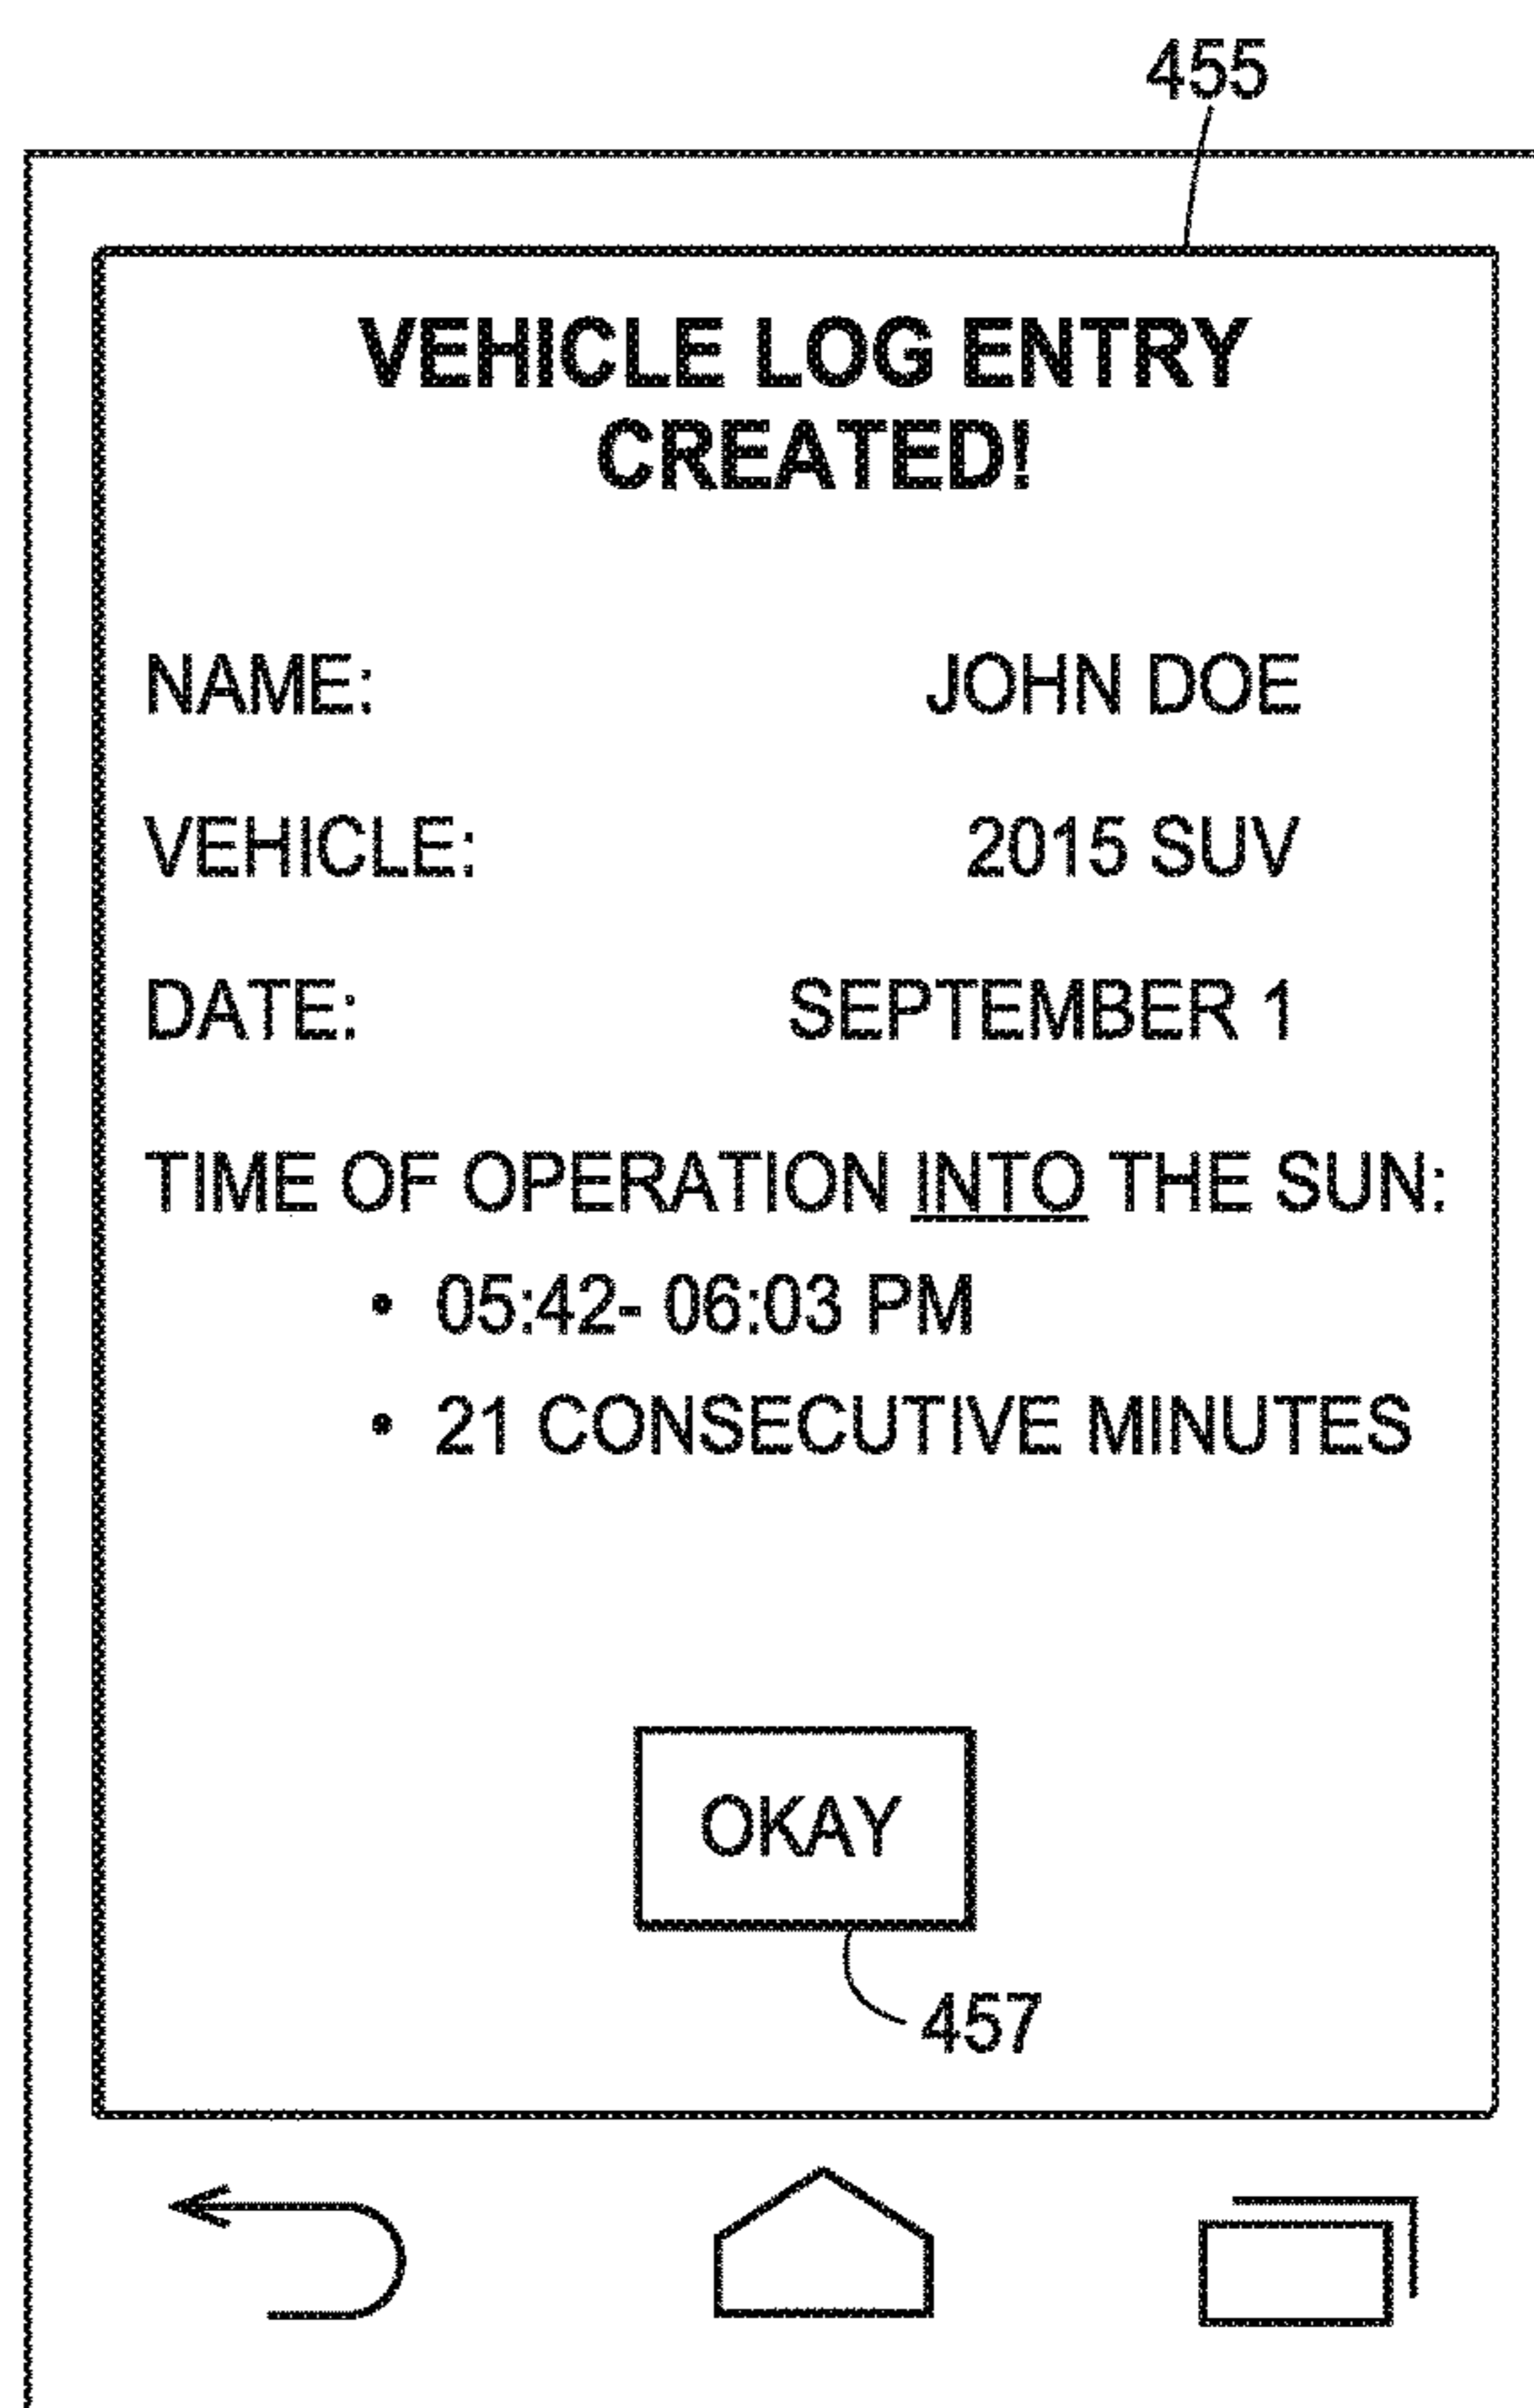 455
VEHICLE LOG ENTRY
CREATED!
NAME: JOHN DOE
VEHICLE: 2015 SUV
DATE: SEPTEMBER 1
TIME OF OPERATION INTO THE SUN:
• 05:42- 06:03 PM
• 21 CONSECUTIVE MINUTES
OKAY
457